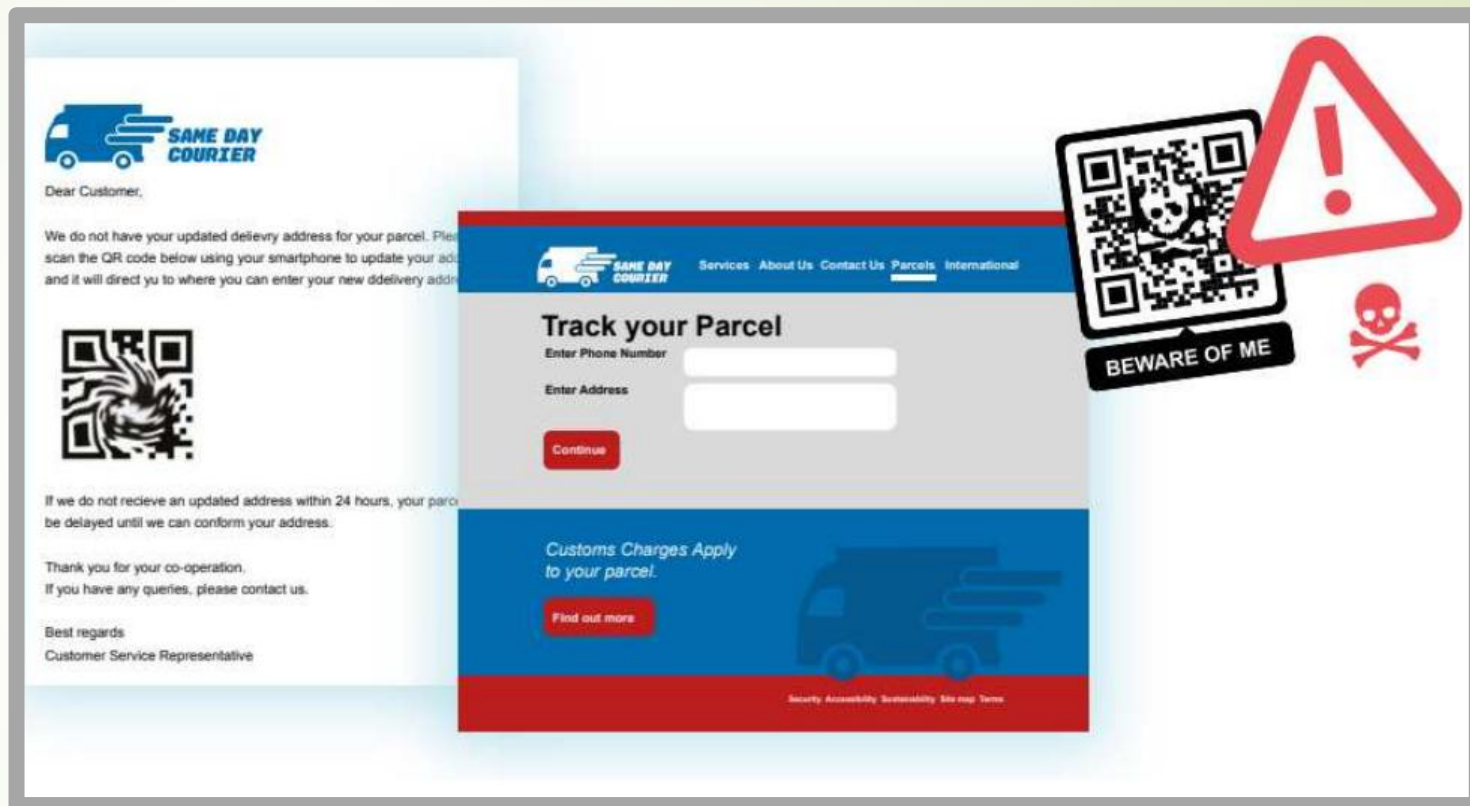 SAME DAY
COURIER
Dear Customer,
We do not have your updated delievry address for your parcel.
scan the QR code below using your smartphone to update your
and it will direct yu to where you can enter your new ddelivery
If we do not recieve an updated address within 24 hours, your
be delayed until we can conform your address.
Thank you for your co-operation.
If you have any queries, please contact us.
Best regards
Customer Service Representative
SAME DAY
COURIER
Services About Us Contact Us Parcels International
Track your Parcel
Enter Phone Number
Enter Address
Continue
Customs Charges Apply
to your parcel.
Find out more
Security Accessibility Sustainability Site map Terms
BEWARE OF ME